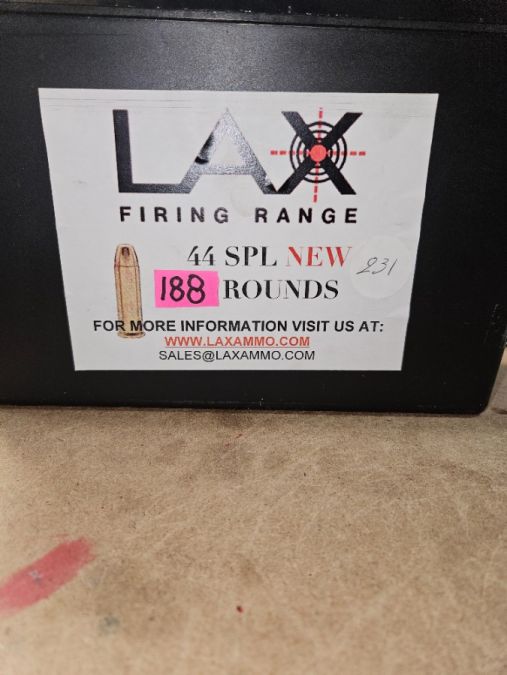 LAX
FIRING RANGE
44 SPL NEW
231
188 ROUNDS
FOR MORE INFORMATION VISIT US AT:
WWW.LAXAMMO.COM
SALES@LAXAMMO.COM